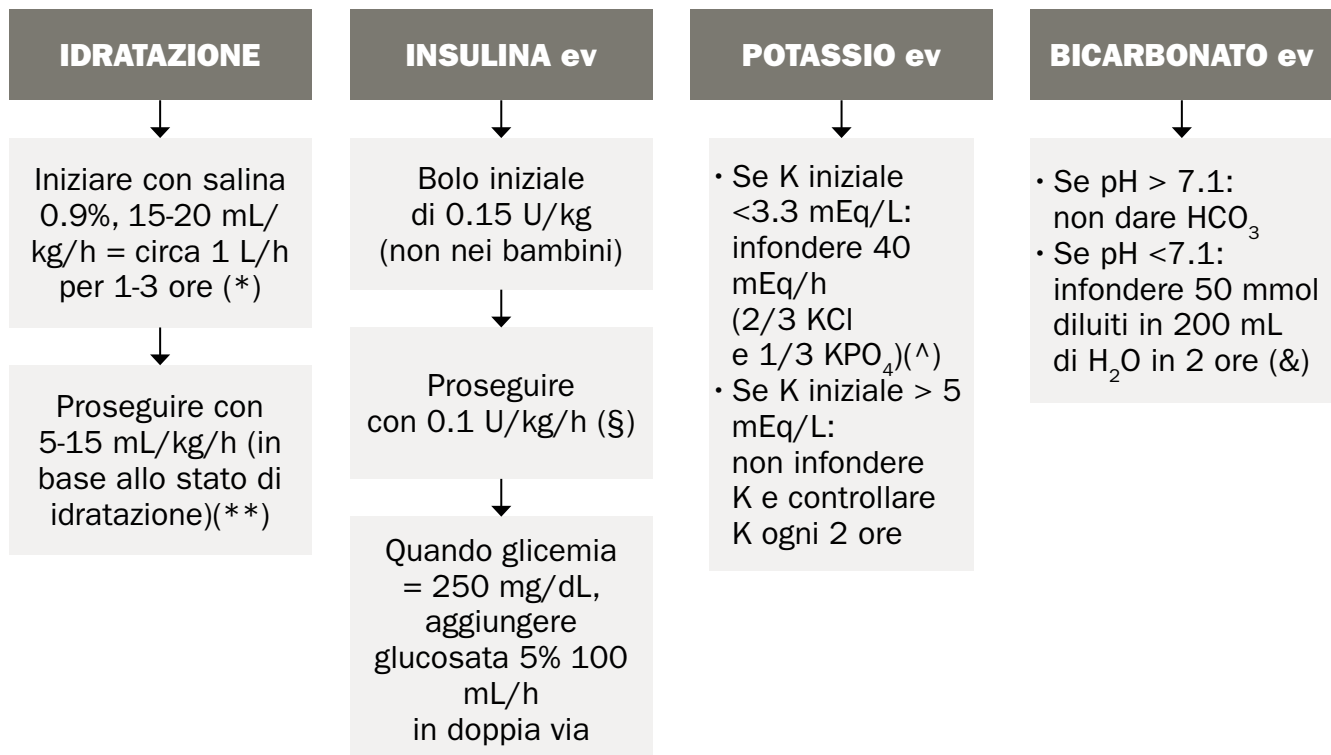 IDRATAZIONE
Iniziare con salina
0.9%, 15-20 mL/
kg/h = circa 1 L/h
per 1-3 ore (*)
Proseguire con
5-15 mL/kg/h (in
base allo stato di
idratazione)(**)
INSULINA ev
Bolo iniziale
di 0.15 U/kg
(non nei bambini)
Proseguire
con 0.1 U/kg/h (§)
Quando glicemia
= 250 mg/dL,
aggiungere
glucosata 5% 100
mL/h
in doppia via
POTASSIO ev
· Se K iniziale
<3.3 mEq/L:
infondere 40
mEq/h
(2/3 KCl
e 1/3 KPO₄)(^)
· Se K iniziale > 5
mEq/L:
non infondere
K e controllare
K ogni 2 ore
BICARBONATO ev
· Se pH > 7.1:
non dare HCO₃
· Se pH <7.1:
infondere 50 mmol
diluiti in 200 mL
di H₂O in 2 ore (&)